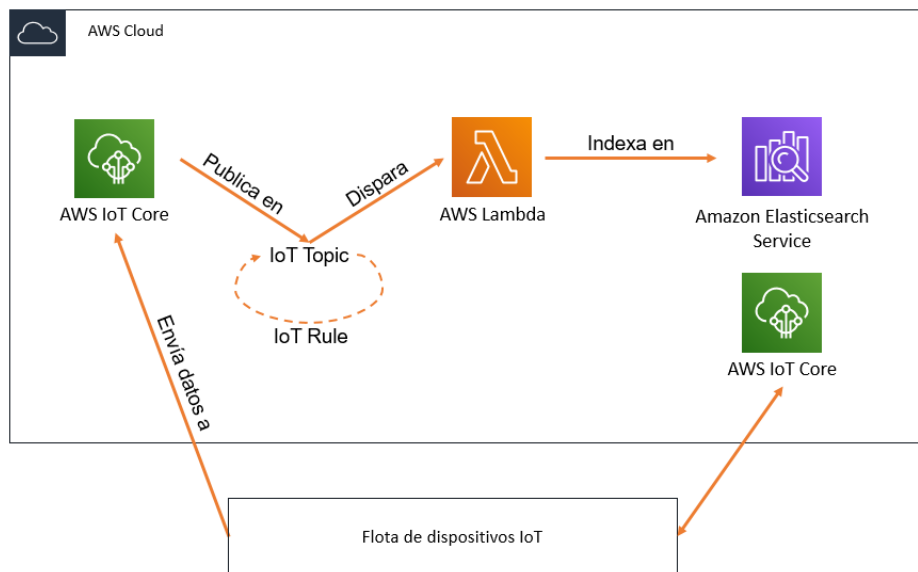 AWS Cloud
Publica en
Dispara
Indexa en
AWS IoT Core
AWS Lambda
Amazon Elasticsearch
Service
IoT Topic
IoT Rule
Envía datos a
AWS IoT Core
Flota de dispositivos IoT